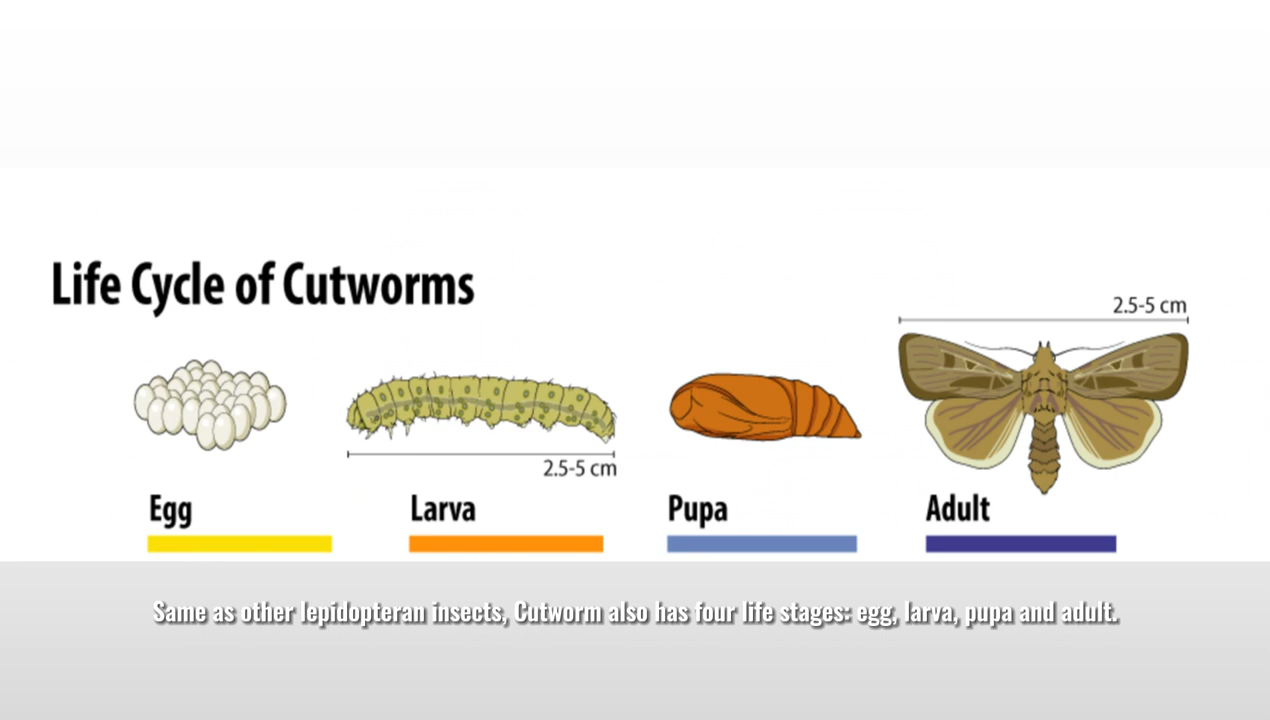 Life Cycle of Cutworms
2.5-5 cm
2.5-5 cm
Egg
Larva
Pupa
Adult
Same as other lepidopteran insects, Cutworm also has four life stages: egg, larva, pupa and adult.